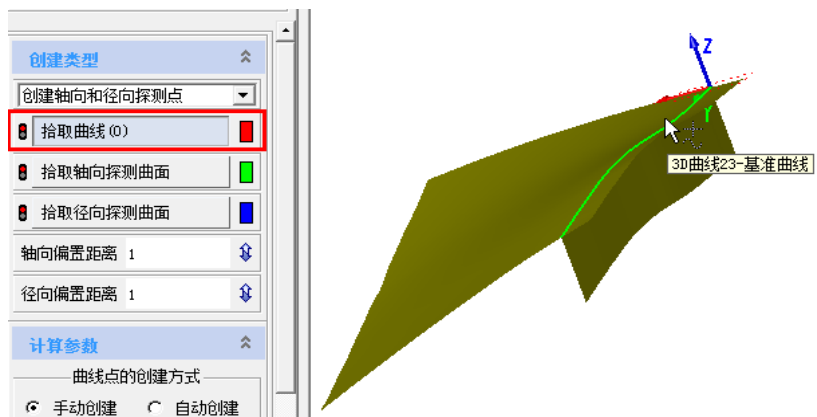 创建类型
创建轴向和径向探测点
拾取曲线(0)
拾取轴向探测曲面
拾取径向探测曲面
轴向偏置距离 1
径向偏置距离 1
计算参数
曲线点的创建方式
手动创建 自动创建
Z
Y
3D曲线23-基准曲线